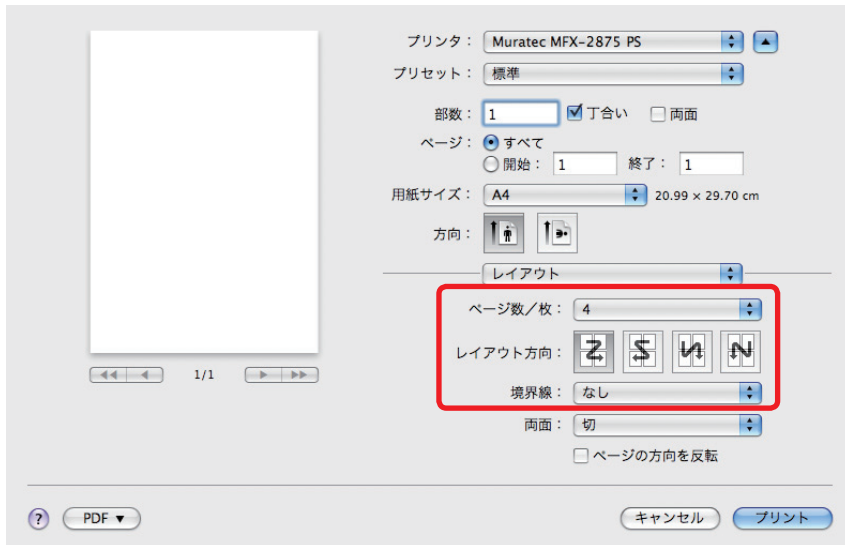 プリンタ： Muratec MFX-2875 PS
プリセット： 標準
部数： 1 丁合い 両面
ページ： すべて
開始： 1 終了： 1
用紙サイズ： A4 20.99 × 29.70 cm
方向：
レイアウト
ページ数／枚： 4
レイアウト方向：
境界線： なし
両面： 切
ページの方向を反転
1/1
? PDF ▼ キャンセル プリント